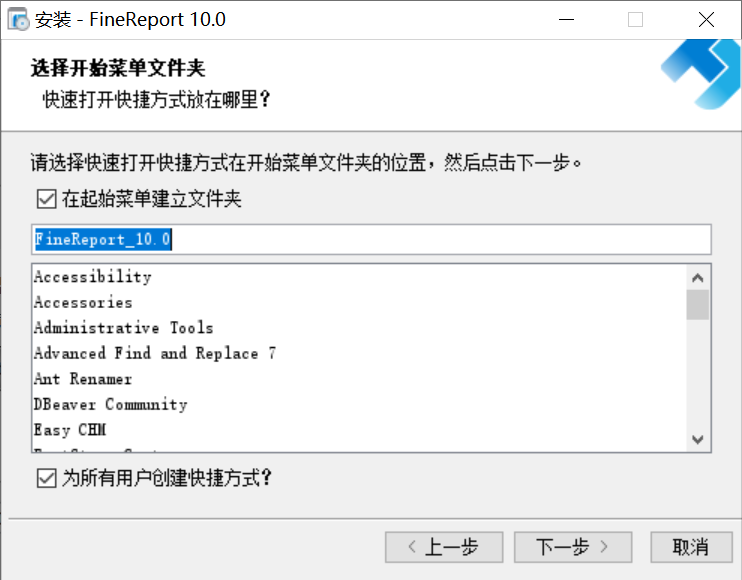 安装 - FineReport 10.0
选择开始菜单文件夹
快速打开快捷方式放在哪里?
请选择快速打开快捷方式在开始菜单文件夹的位置，然后点击下一步。
在起始菜单建立文件夹
FineReport_10.0
Accessibility
Accessories
Administrative Tools
Advanced Find and Replace 7
Ant Renamer
DBeaver Community
Easy CHM
为所有用户创建快捷方式?
< 上一步
下一步 >
取消